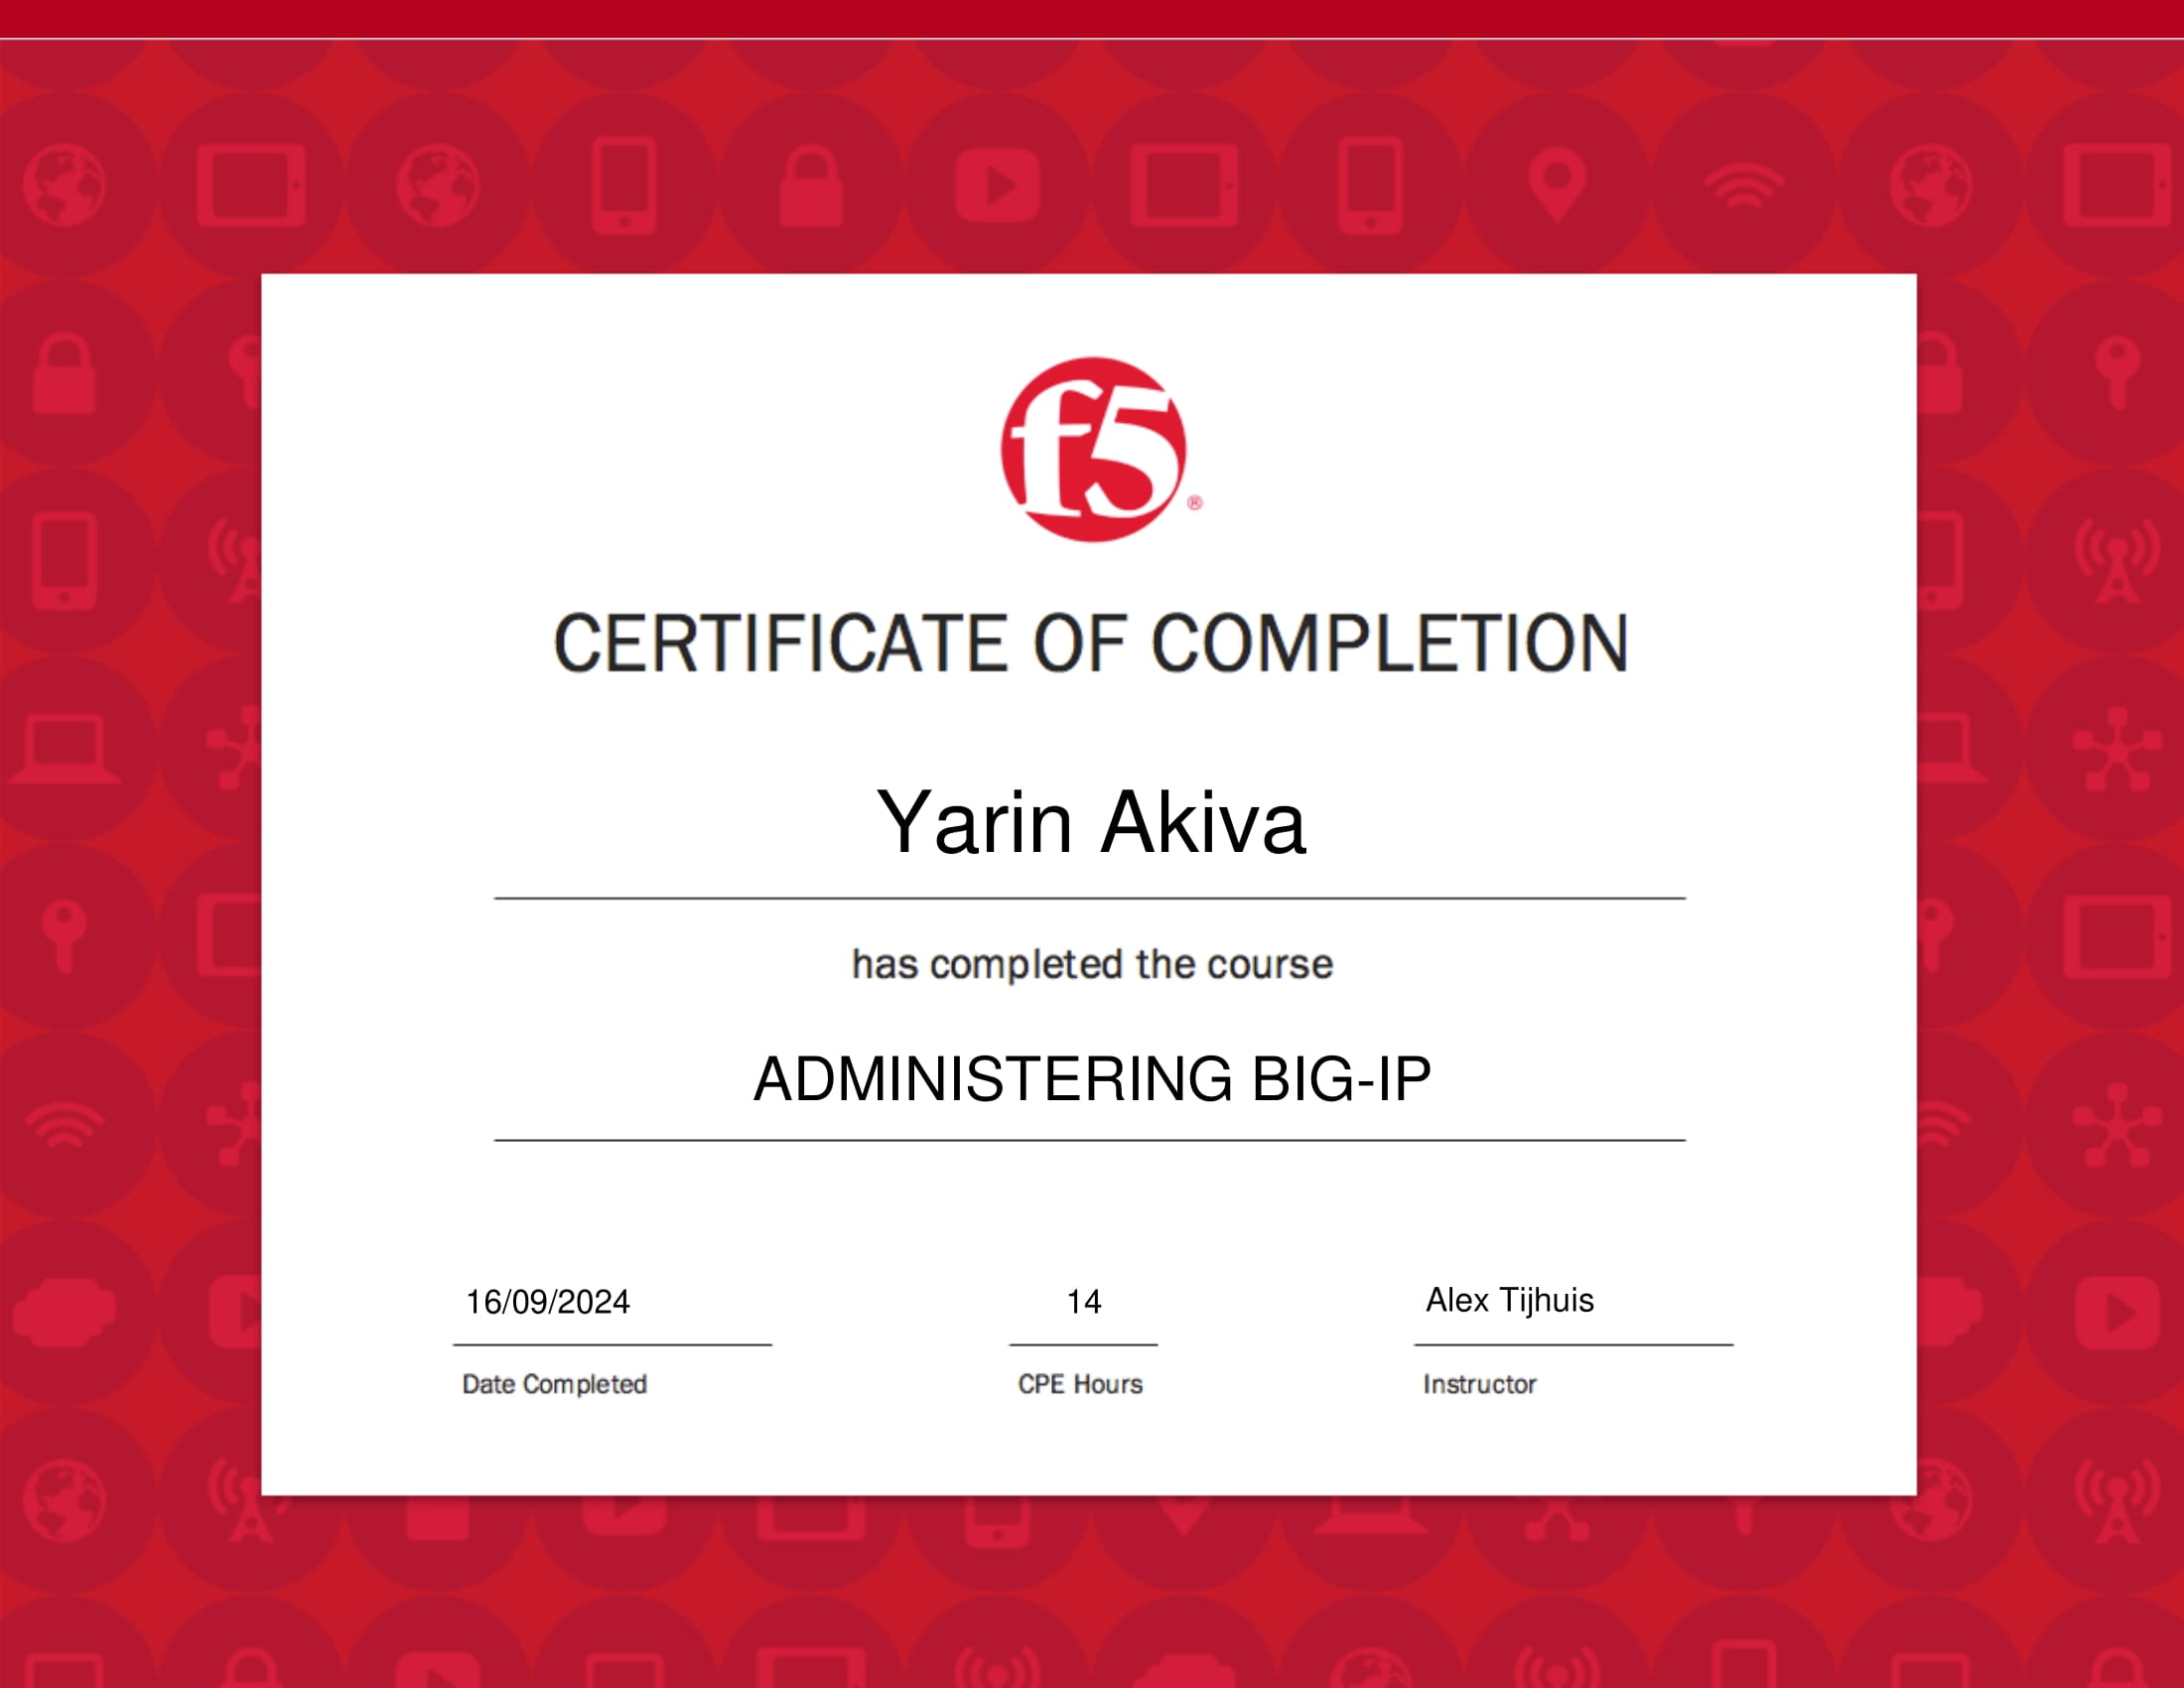 f5®
CERTIFICATE OF COMPLETION
Yarin Akiva
has completed the course
ADMINISTERING BIG-IP
16/09/2024 14 Alex Tijhuis
Date Completed CPE Hours Instructor